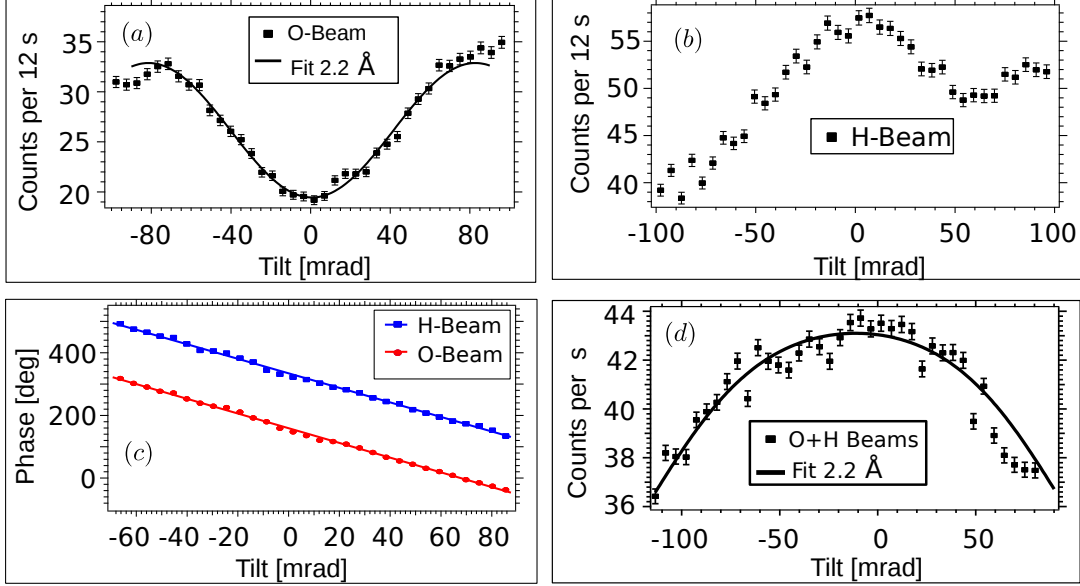 (a)
O-Beam
Fit 2.2 Å
Counts per 12 s
35
30
25
20
-80
-40
0
40
80
Tilt [mrad]
(b)
H-Beam
Counts per 12 s
55
50
45
40
-100
-50
0
50
100
Tilt [mrad]
(c)
H-Beam
O-Beam
Phase [deg]
400
200
0
-60
-40
-20
0
20
40
60
80
Tilt [mrad]
(d)
O+H Beams
Fit 2.2 Å
Counts per s
44
42
40
38
36
-100
-50
0
50
Tilt [mrad]